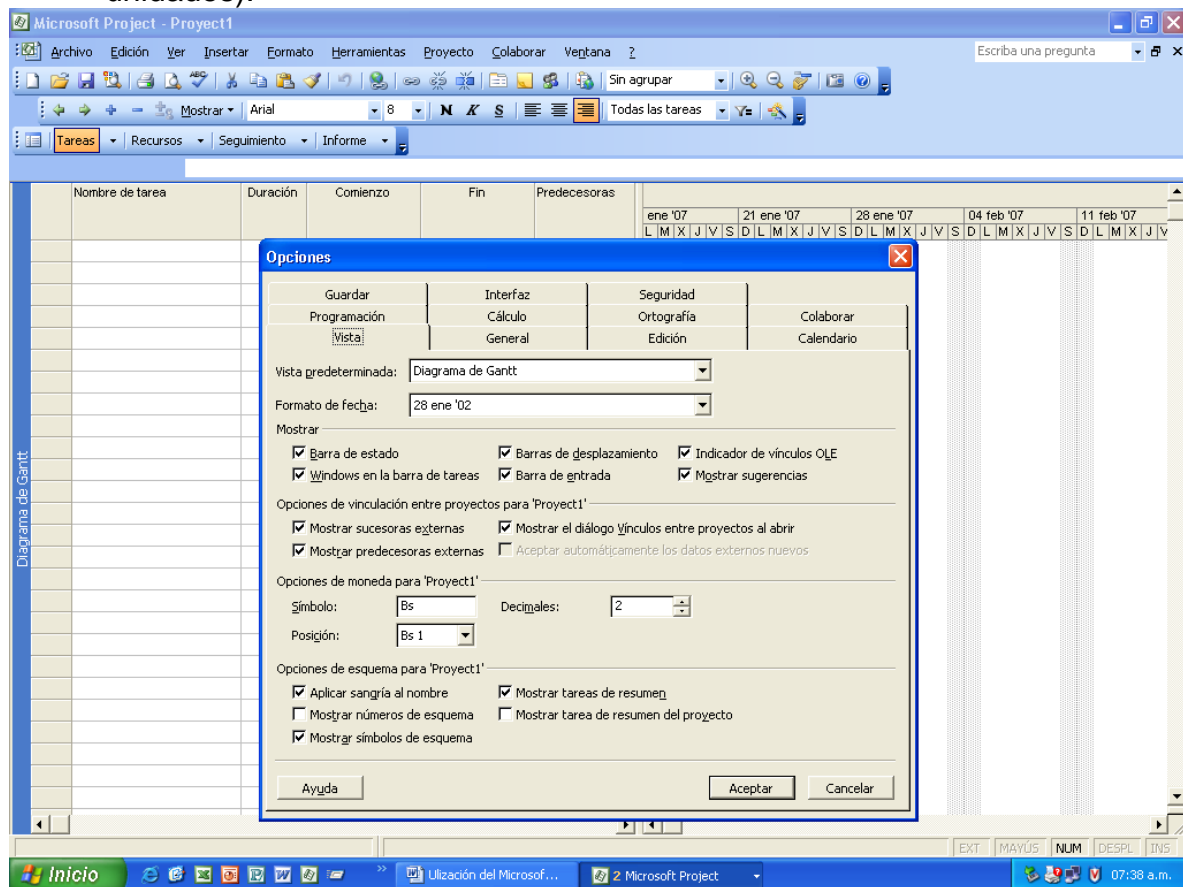 unidades).
Microsoft Project - Proyect1
Archivo Edición Ver Insertar Formato Herramientas Proyecto Colaborar Ventana ? Escriba una pregunta
Sin agrupar
Mostrar Arial 8 N K S Todas las tareas
Tareas Recursos Seguimiento Informe
Nombre de tarea Duración Comienzo Fin Predecesoras
ene '07 21 ene '07 28 ene '07 04 feb '07 11 feb '07
L M X J V S D L M X J V S D L M X J V S D L M X J V S D L M X J V
Opciones
Guardar Interfaz Seguridad
Programación Cálculo Ortografía Colaborar
Vista General Edición Calendario
Vista predeterminada: Diagrama de Gantt
Formato de fecha: 28 ene '02
Mostrar
Barra de estado Barras de desplazamiento Indicador de vínculos OLE
Windows en la barra de tareas Barra de entrada Mostrar sugerencias
Opciones de vinculación entre proyectos para 'Proyect1'
Mostrar sucesoras externas Mostrar el diálogo Vínculos entre proyectos al abrir
Mostrar predecesoras externas Aceptar automáticamente los datos externos nuevos
Opciones de moneda para 'Proyect1'
Símbolo: Bs Decimales: 2
Posición: Bs 1
Opciones de esquema para 'Proyect1'
Aplicar sangría al nombre Mostrar tareas de resumen
Mostrar números de esquema Mostrar tarea de resumen del proyecto
Mostrar símbolos de esquema
Ayuda Aceptar Cancelar
Diagrama de Gantt
EXT MAYÚS NUM DESPL INS
Inicio Ulización del Microsof... 2 Microsoft Project 07:38 a.m.